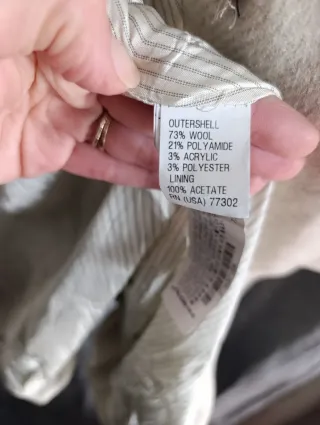 OUTERSHELL
73% WOOL
21% POLYAMIDE
3% ACRYLIC
3% POLYESTER
LINING
100% ACETATE
RN (USA) 77302